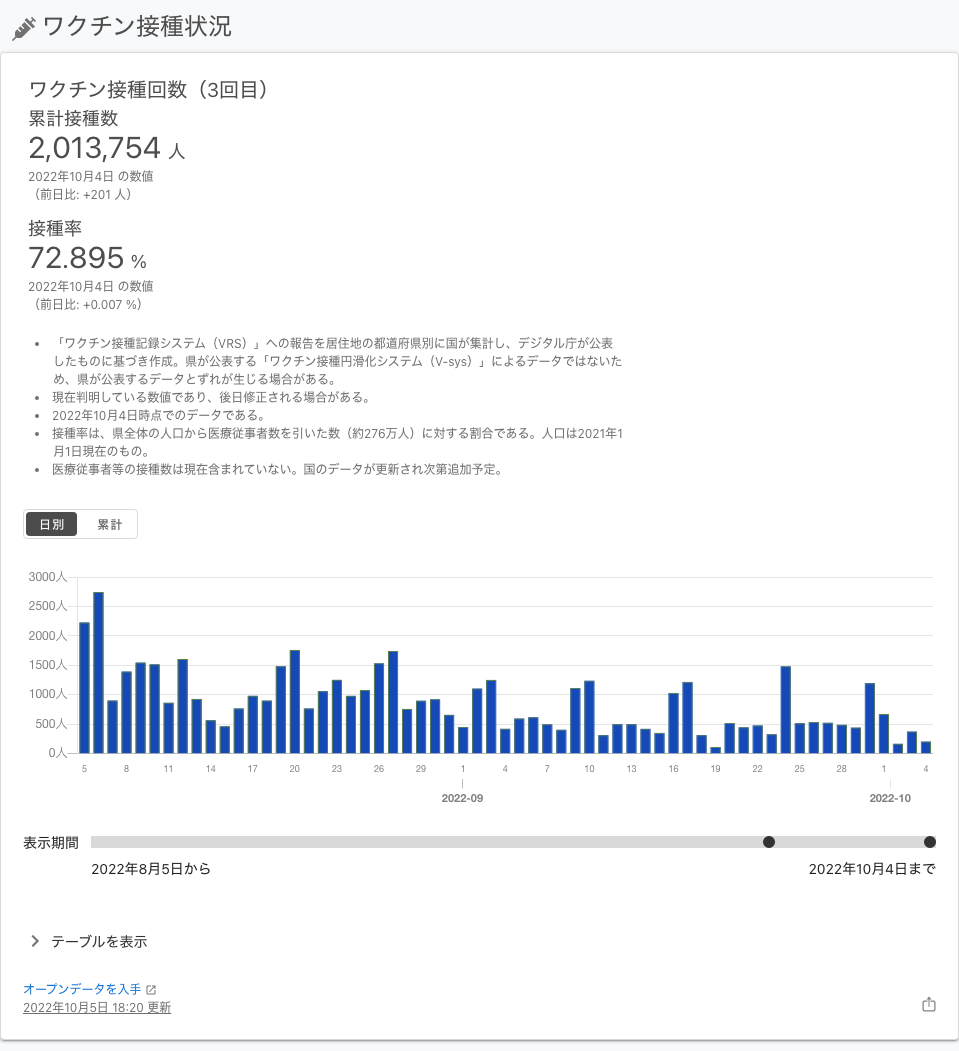 ワクチン接種状況
ワクチン接種回数（3回目）
累計接種数
2,013,754 人
2022年10月4日 の数値
（前日比: +201 人）
接種率
72.895 %
2022年10月4日 の数値
（前日比: +0.007 %）
• 「ワクチン接種記録システム（VRS）」への報告を居住地の都道府県別に国が集計し、デジタル庁が公表
したものに基づき作成。県が公表する「ワクチン接種円滑化システム（V-sys）」によるデータではないた
め、県が公表するデータとずれが生じる場合がある。
• 現在判明している数値であり、後日修正される場合がある。
• 2022年10月4日時点でのデータである。
• 接種率は、県全体の人口から医療従事者数を引いた数（約276万人）に対する割合である。人口は2021年1
月1日現在のもの。
• 医療従事者等の接種数は現在含まれていない。国のデータが更新され次第追加予定。
日別 累計
3000人
2500人
2000人
1500人
1000人
500人
0人
5 8 11 14 17 20 23 26 29 1 4 7 10 13 16 19 22 25 28 1 4
2022-09 2022-10
表示期間
2022年8月5日から 2022年10月4日まで
テーブルを表示
オープンデータを入手
2022年10月5日 18:20 更新